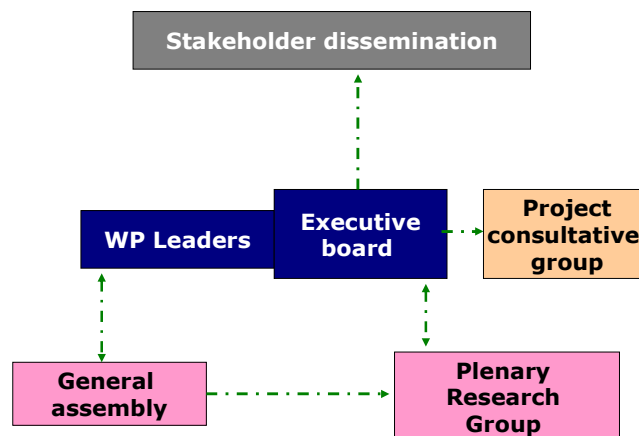 Stakeholder dissemination
WP Leaders
Executive
board
Project
consultative
group
General
assembly
Plenary
Research
Group